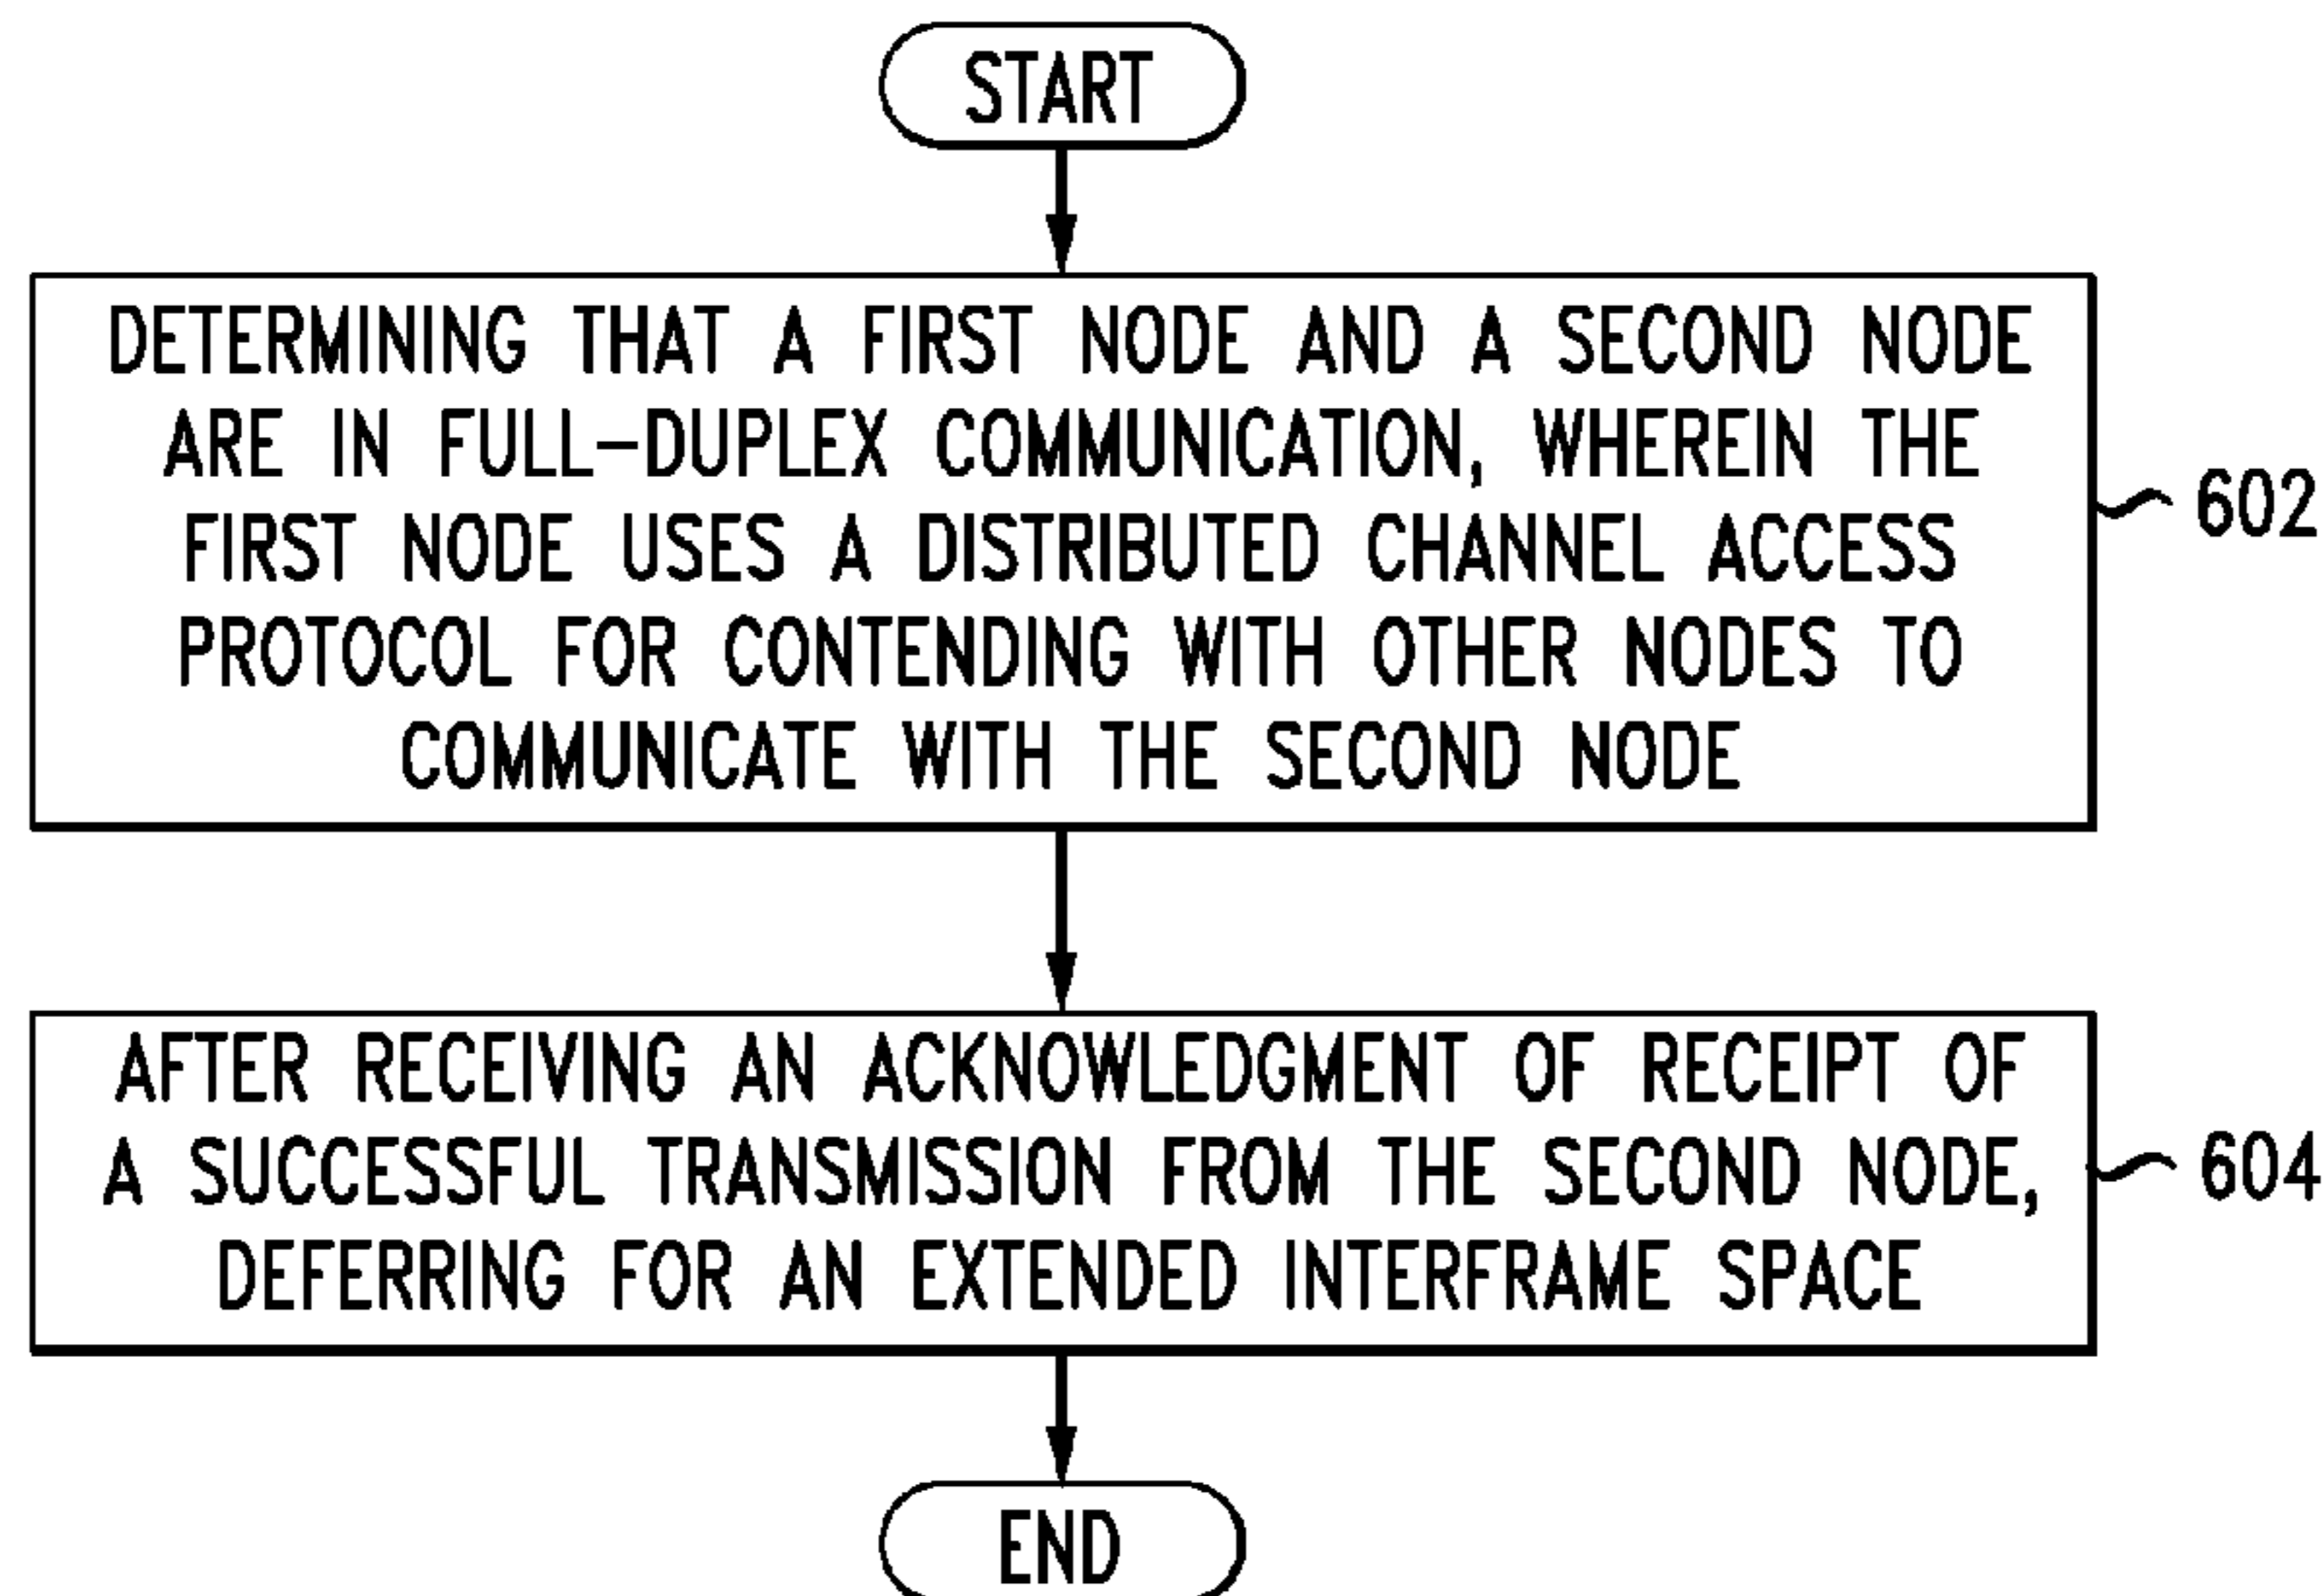 START
DETERMINING THAT A FIRST NODE AND A SECOND NODE
ARE IN FULL-DUPLEX COMMUNICATION, WHEREIN THE
FIRST NODE USES A DISTRIBUTED CHANNEL ACCESS
PROTOCOL FOR CONTENDING WITH OTHER NODES TO
COMMUNICATE WITH THE SECOND NODE
602
AFTER RECEIVING AN ACKNOWLEDGMENT OF RECEIPT OF
A SUCCESSFUL TRANSMISSION FROM THE SECOND NODE,
DEFERRING FOR AN EXTENDED INTERFRAME SPACE
604
END